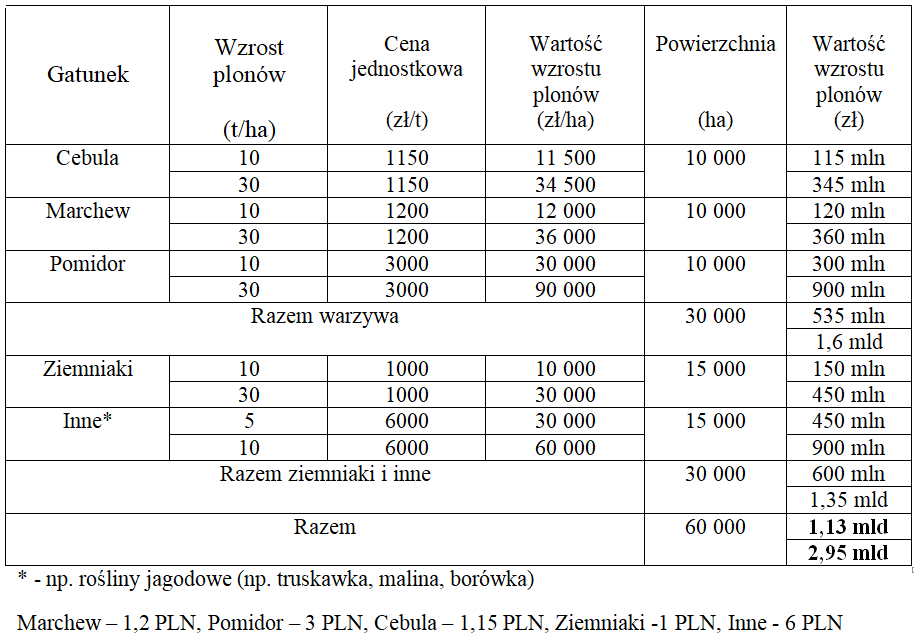 Gatunek
Wzrost plonów (t/ha)
Cena jednostkowa (zł/t)
Wartość wzrostu plonów (zł/ha)
Powierzchnia (ha)
Wartość wzrostu plonów (zł)
Cebula 10 1150 11 500 10 000 115 mln
30 1150 34 500 345 mln
Marchew 10 1200 12 000 10 000 120 mln
30 1200 36 000 360 mln
Pomidor 10 3000 30 000 10 000 300 mln
30 3000 90 000 900 mln
Razem warzywa 30 000 535 mln
1,6 mld
Ziemniaki 10 1000 10 000 15 000 150 mln
30 1000 30 000 450 mln
Inne* 5 6000 30 000 15 000 450 mln
10 6000 60 000 900 mln
Razem ziemniaki i inne 30 000 600 mln
1,35 mld
Razem 60 000 1,13 mld
2,95 mld
* - np. rośliny jagodowe (np. truskawka, malina, borówka)
Marchew – 1,2 PLN, Pomidor – 3 PLN, Cebula – 1,15 PLN, Ziemniaki -1 PLN, Inne - 6 PLN